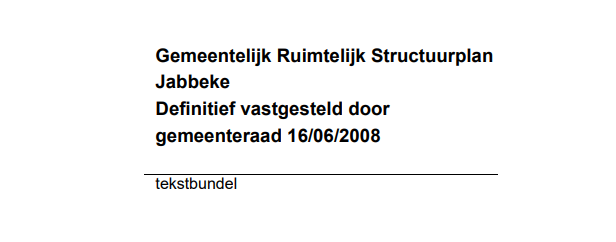 Gemeentelijk Ruimtelijk Structuurplan
Jabbeke
Definitief vastgesteld door
gemeenteraad 16/06/2008
tekstbundel